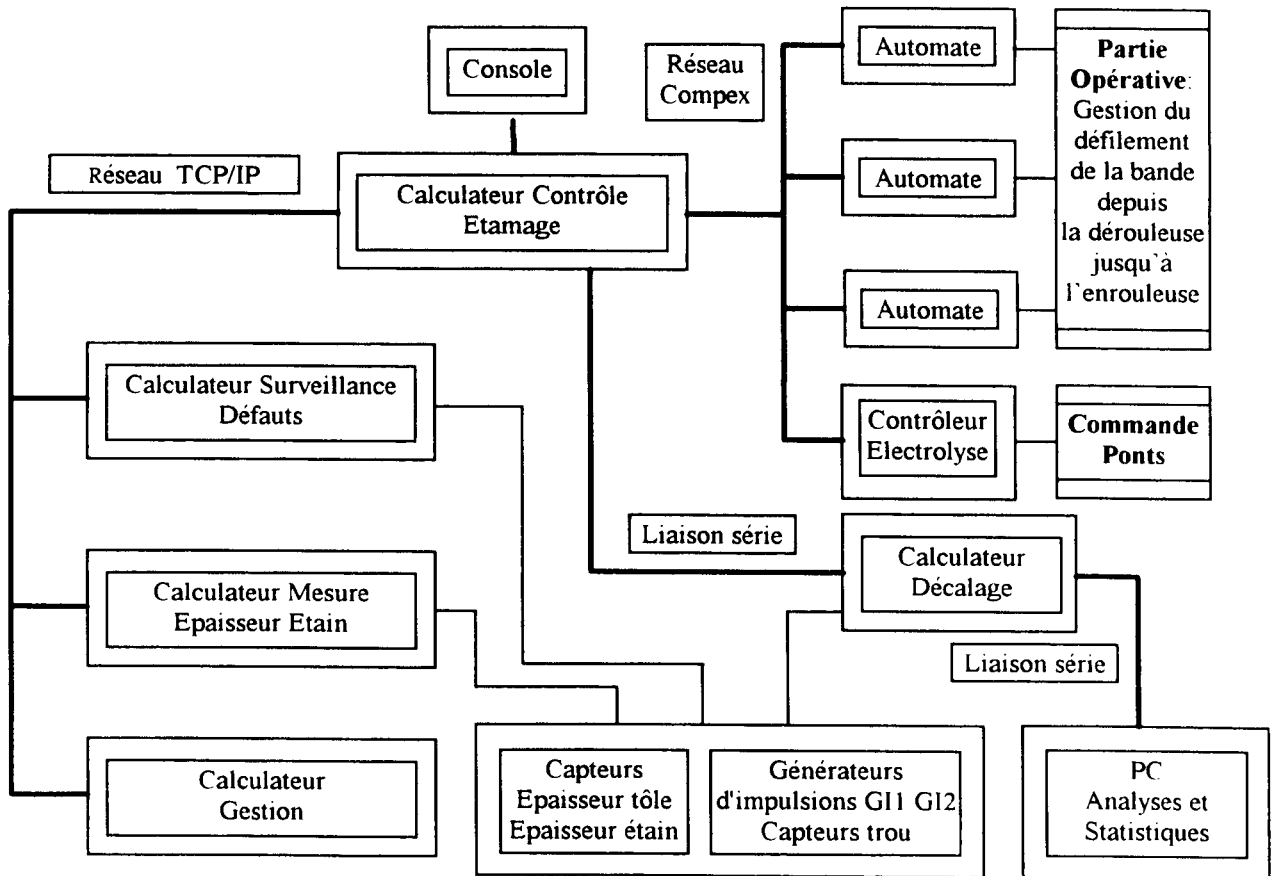 Console
Réseau
Compex
Automate
Partie
Opérative:
Gestion du
défilement
de la bande
depuis
la dérouleuse
jusqu'à
l'enrouleuse
Réseau TCP/IP
Calculateur Contrôle
Etamage
Automate
Automate
Calculateur Surveillance
Défauts
Contrôleur
Electrolyse
Commande
Ponts
Liaison série
Calculateur
Décalage
Calculateur Mesure
Epaisseur Etain
Liaison série
Calculateur
Gestion
Capteurs
Epaisseur tôle
Epaisseur étain
Générateurs
d'impulsions GI1 GI2
Capteurs trou
PC
Analyses et
Statistiques